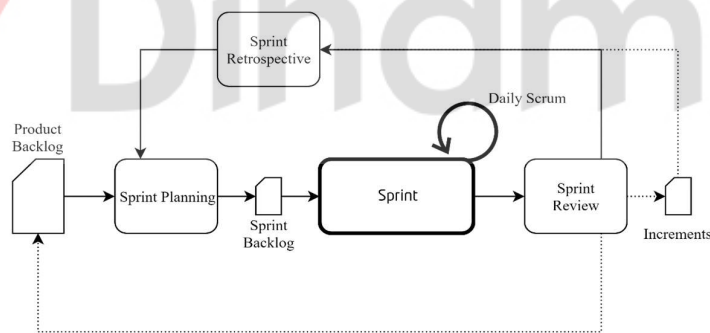 Sprint
Retrospective
Daily Scrum
Product
Backlog
Sprint Planning
Sprint
Backlog
Sprint
Sprint
Review
Increments